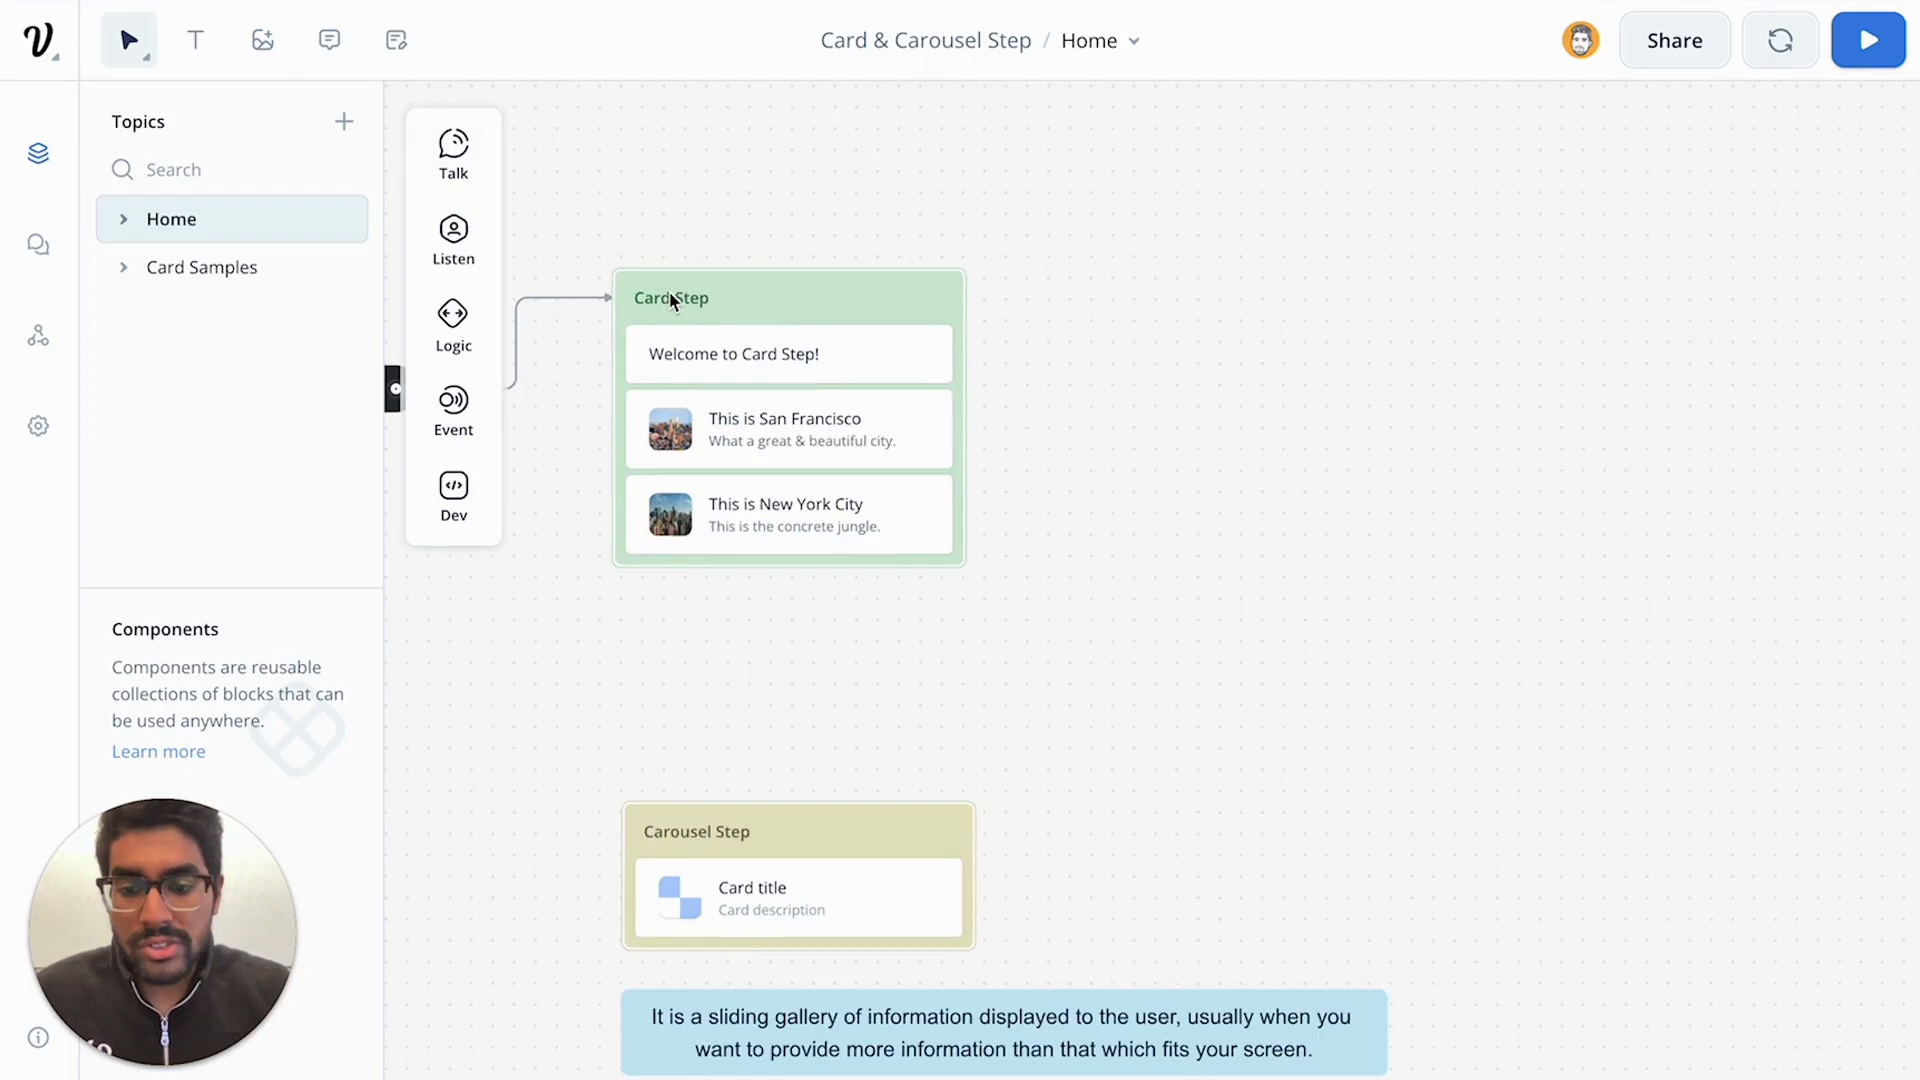 Card & Carousel Step / Home
Share
Topics
Search
Home
Card Samples
Talk
Listen
Logic
Event
Dev
Card Step
Welcome to Card Step!
This is San Francisco
What a great & beautiful city.
This is New York City
This is the concrete jungle.
Components
Components are reusable
collections of blocks that can
be used anywhere.
Learn more
Carousel Step
Card title
Card description
It is a sliding gallery of information displayed to the user, usually when you
want to provide more information than that which fits your screen.